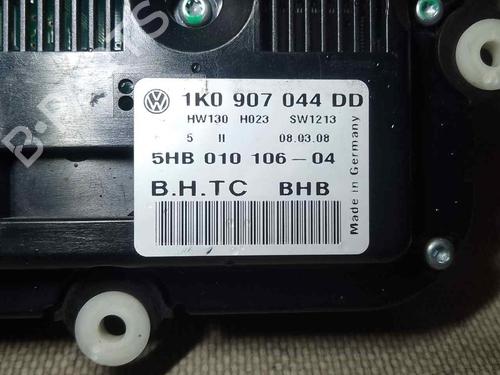 1K0 907 044 DD
HW130 H023 SW1213
5 II 08.03.08
5HB 010 106-04
B.H.TC BHB
Made in Germany
B-PARTS